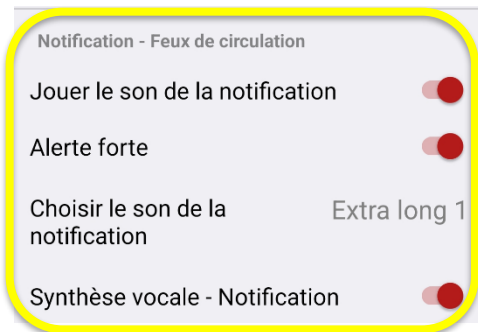 Notification - Feux de circulation
Jouer le son de la notification
Alerte forte
Choisir le son de la
notification
Extra long 1
Synthèse vocale - Notification